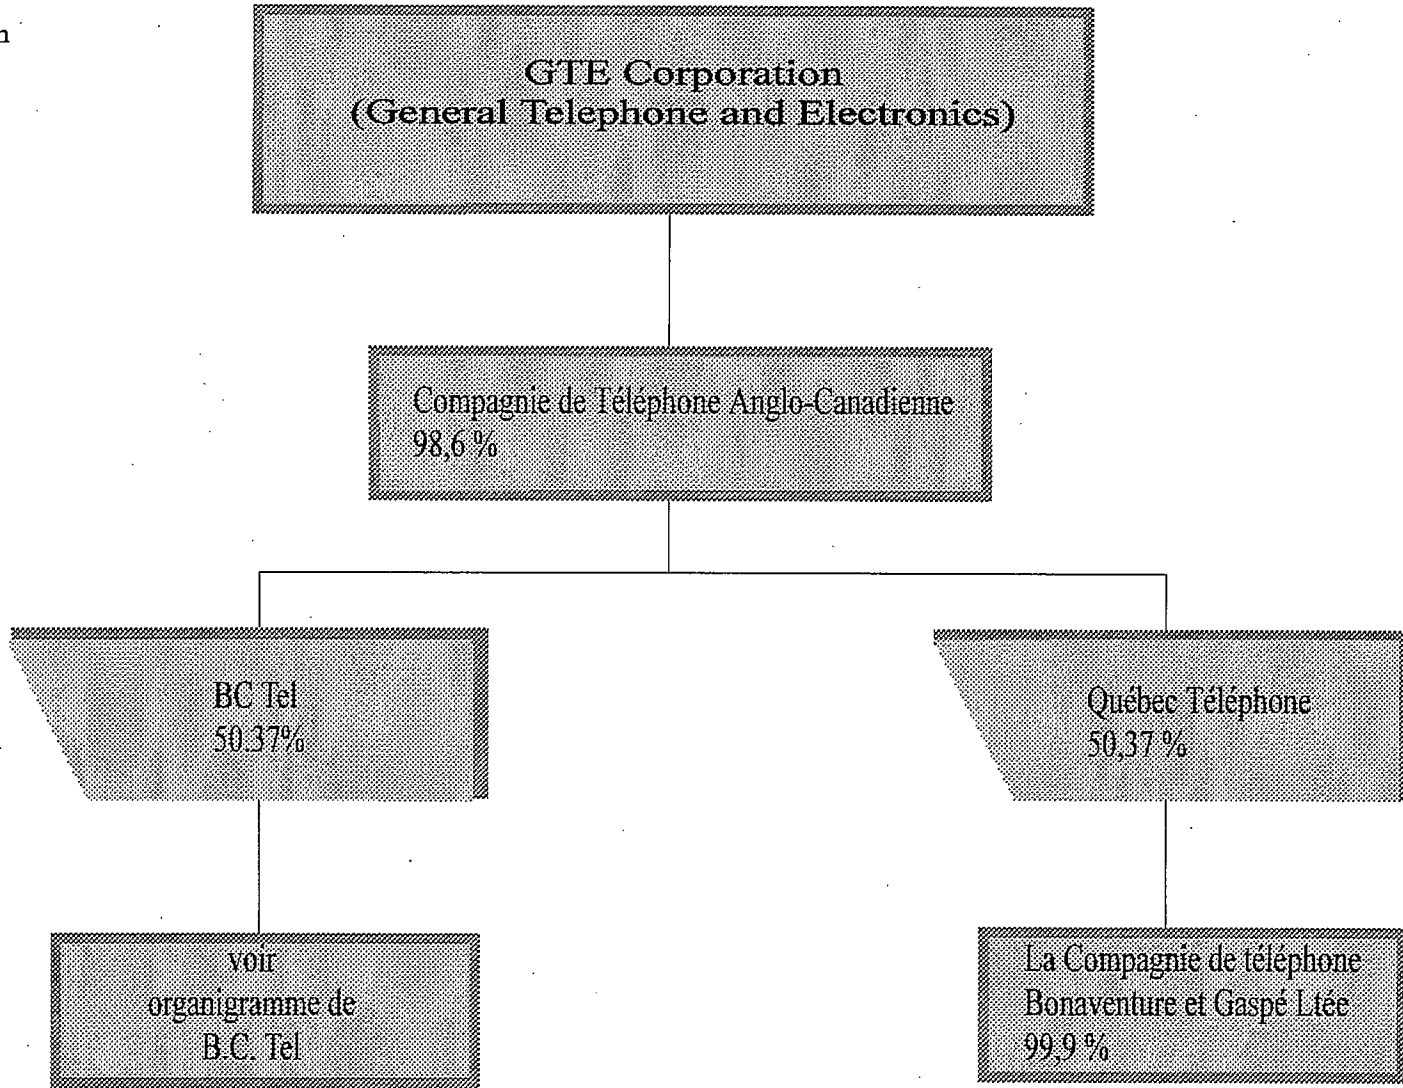 n
GTE Corporation
(General Telephone and Electronics)
Compagnie de Téléphone Anglo-Canadienne
98,6 %
BC Tel
50.37%
Québec Téléphone
50,37 %
voir
organigramme de
B.C. Tel
La Compagnie de téléphone
Bonaventure et Gaspé Ltée
99,9 %